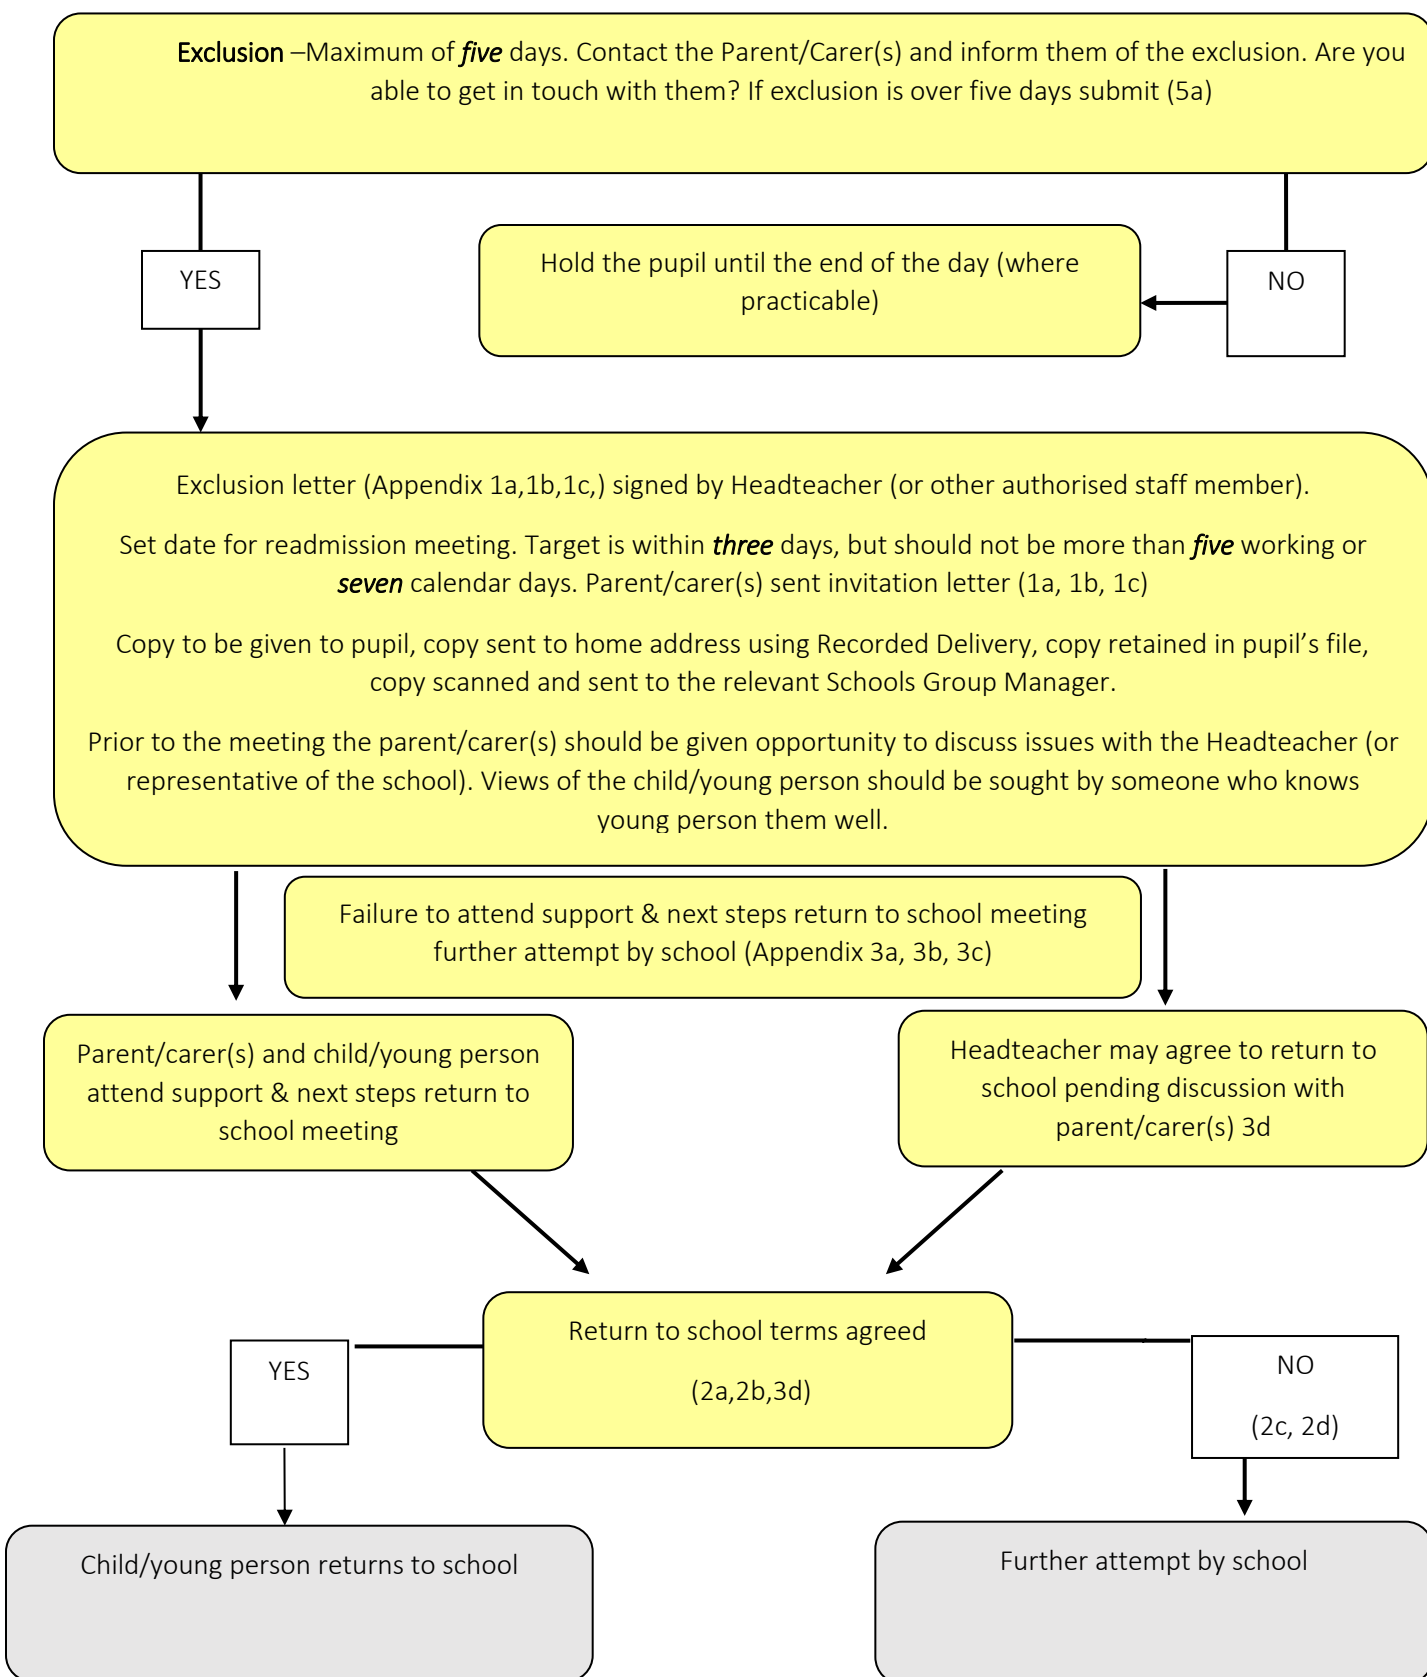 Exclusion –Maximum of five days. Contact the Parent/Carer(s) and inform them of the exclusion. Are you
able to get in touch with them? If exclusion is over five days submit (5a)
YES
Hold the pupil until the end of the day (where
practicable)
NO
Exclusion letter (Appendix 1a,1b,1c,) signed by Headteacher (or other authorised staff member).
Set date for readmission meeting. Target is within three days, but should not be more than five working or
seven calendar days. Parent/carer(s) sent invitation letter (1a, 1b, 1c)
Copy to be given to pupil, copy sent to home address using Recorded Delivery, copy retained in pupil’s file,
copy scanned and sent to the relevant Schools Group Manager.
Prior to the meeting the parent/carer(s) should be given opportunity to discuss issues with the Headteacher (or
representative of the school). Views of the child/young person should be sought by someone who knows
young person them well.
Failure to attend support & next steps return to school meeting
further attempt by school (Appendix 3a, 3b, 3c)
Parent/carer(s) and child/young person
attend support & next steps return to
school meeting
Headteacher may agree to return to
school pending discussion with
parent/carer(s) 3d
Return to school terms agreed
(2a,2b,3d)
YES
NO
(2c, 2d)
Child/young person returns to school
Further attempt by school